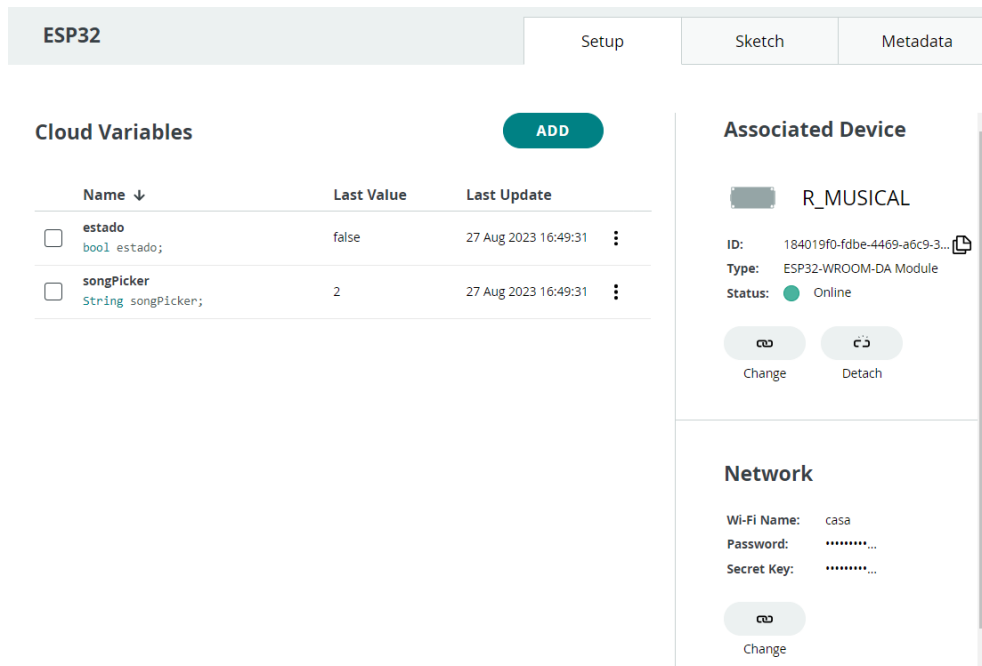 ESP32
Setup
Sketch
Metadata
Cloud Variables
ADD
Name ↓ Last Value Last Update
estado
bool estado;
false
27 Aug 2023 16:49:31
songPicker
String songPicker;
2
27 Aug 2023 16:49:31
Associated Device
R_MUSICAL
ID: 184019f0-fdbe-4469-a6c9-3...
Type: ESP32-WROOM-DA Module
Status: Online
Change
Detach
Network
Wi-Fi Name: casa
Password: •••••••••...
Secret Key: •••••••••...
Change